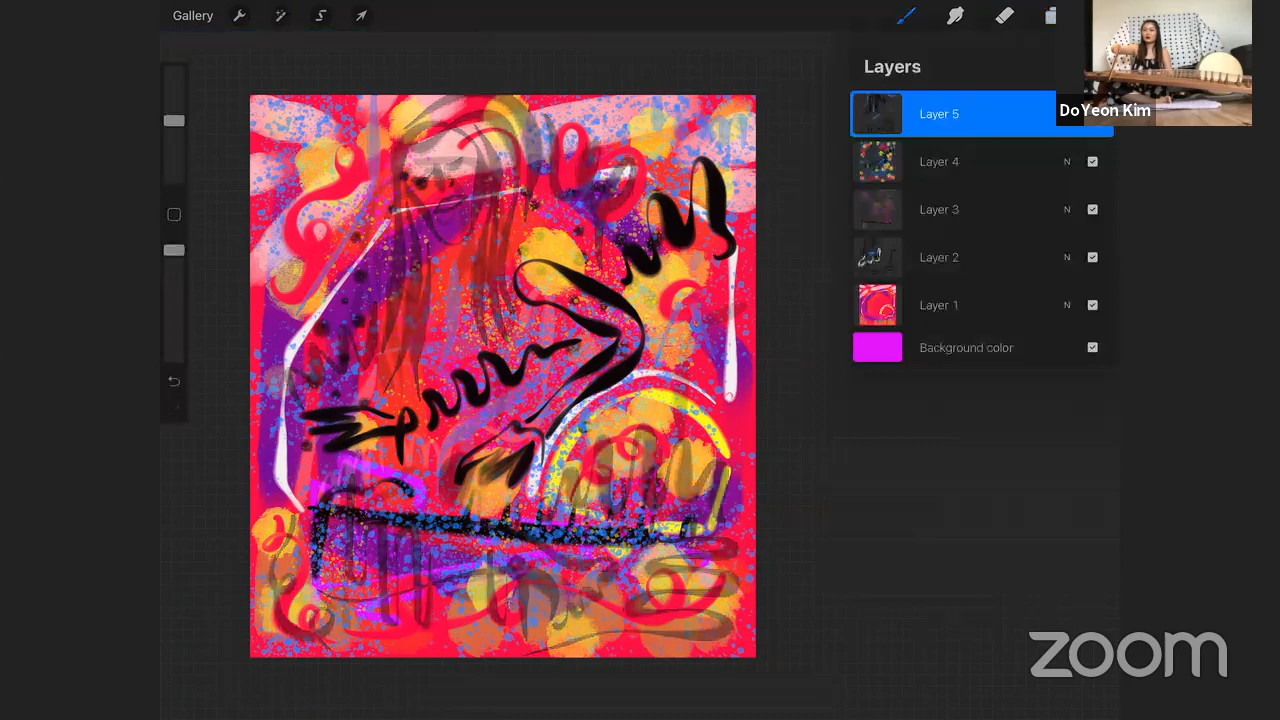 Gallery
Layers
Layer 5
DoYeon Kim
Layer 4
N
Layer 3
N
Layer 2
N
Layer 1
N
Background color
zoom